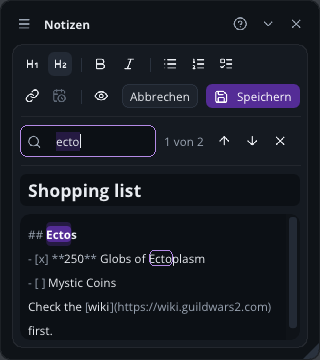 Notizen
H1 H2 B I
Abbrechen Speichern
ecto 1 von 2
Shopping list
## Ectos
- [x] **250** Globs of Ectoplasm
- [ ] Mystic Coins
Check the [wiki](https://wiki.guildwars2.com)
first.